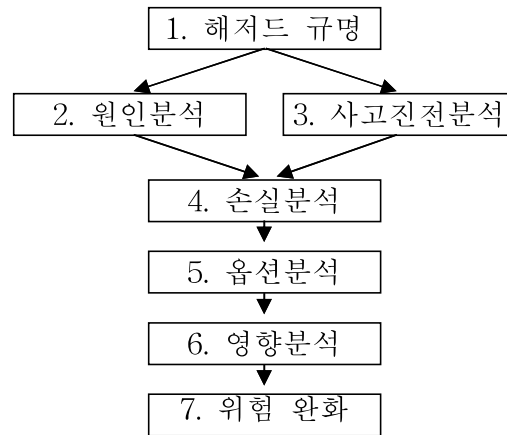 1. 해저드 규명
2. 원인분석
3. 사고진전분석
4. 손실분석
5. 옵션분석
6. 영향분석
7. 위험 완화